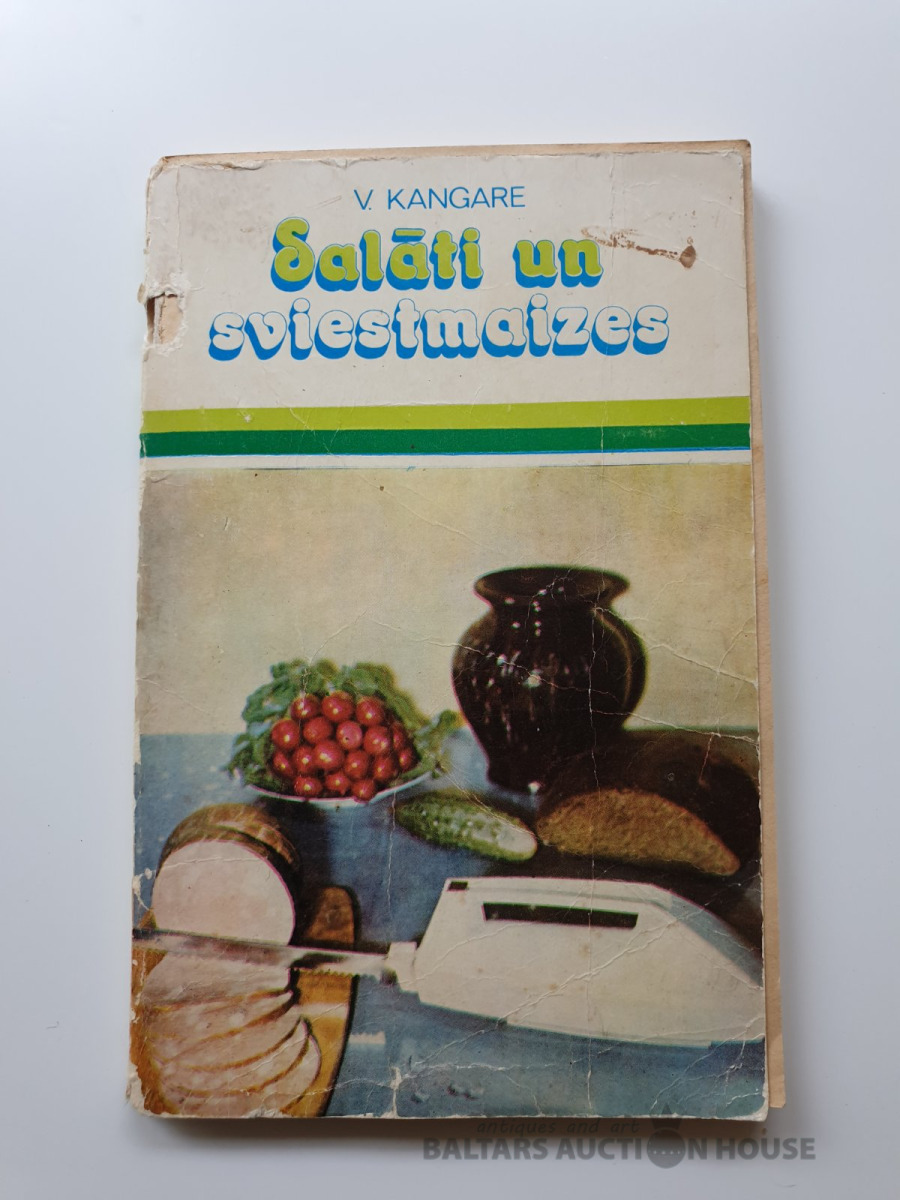 V. KANGARE
Salāti un
sviestmaizes
antiques and art
BALTARS AUCTION HOUSE